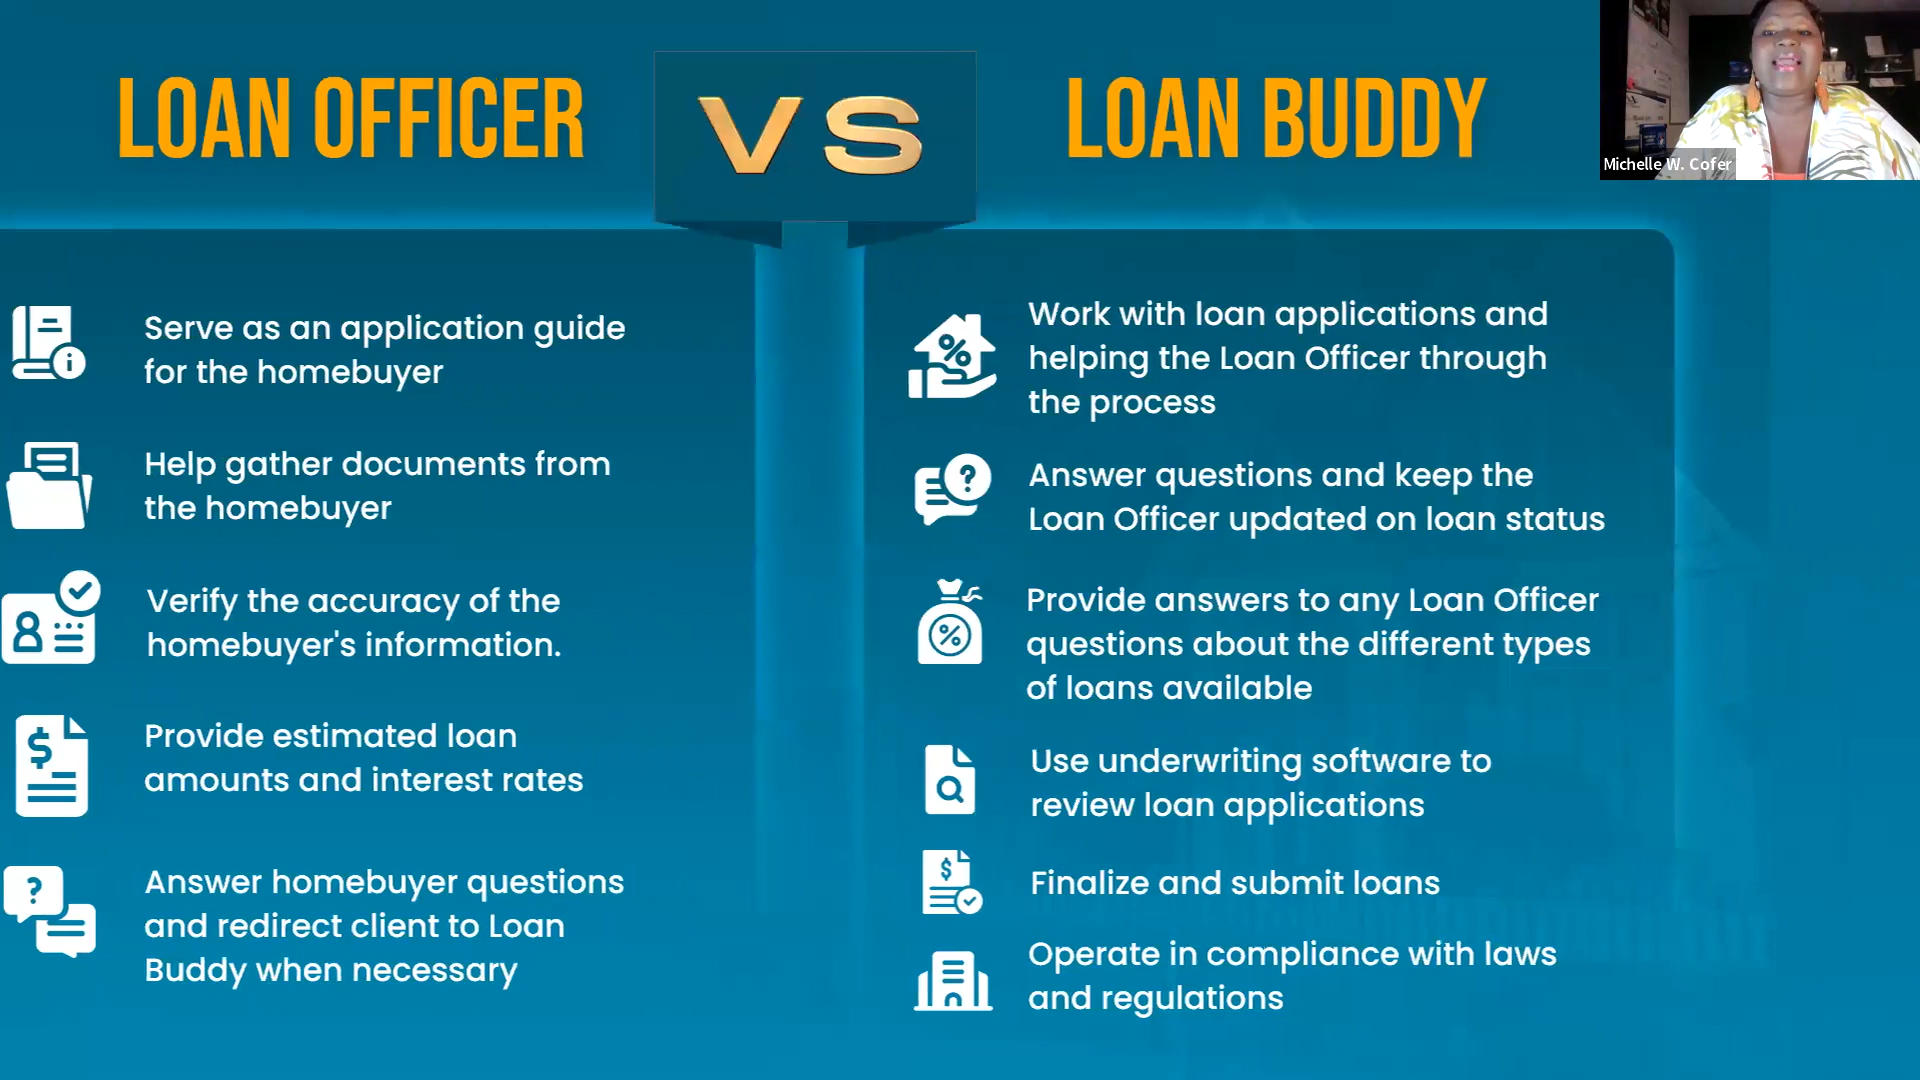 LOAN OFFICER
VS
LOAN BUDDY
Michelle W. Cofer
Serve as an application guide
for the homebuyer
Help gather documents from
the homebuyer
Verify the accuracy of the
homebuyer's information.
Provide estimated loan
amounts and interest rates
Answer homebuyer questions
and redirect client to Loan
Buddy when necessary
Work with loan applications and
helping the Loan Officer through
the process
Answer questions and keep the
Loan Officer updated on loan status
Provide answers to any Loan Officer
questions about the different types
of loans available
Use underwriting software to
review loan applications
Finalize and submit loans
Operate in compliance with laws
and regulations